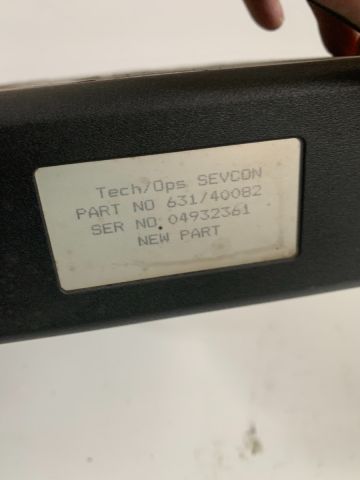 Tech/Ops SEVCON
PART NO 631/40082
SER NO 04932361
NEW PART